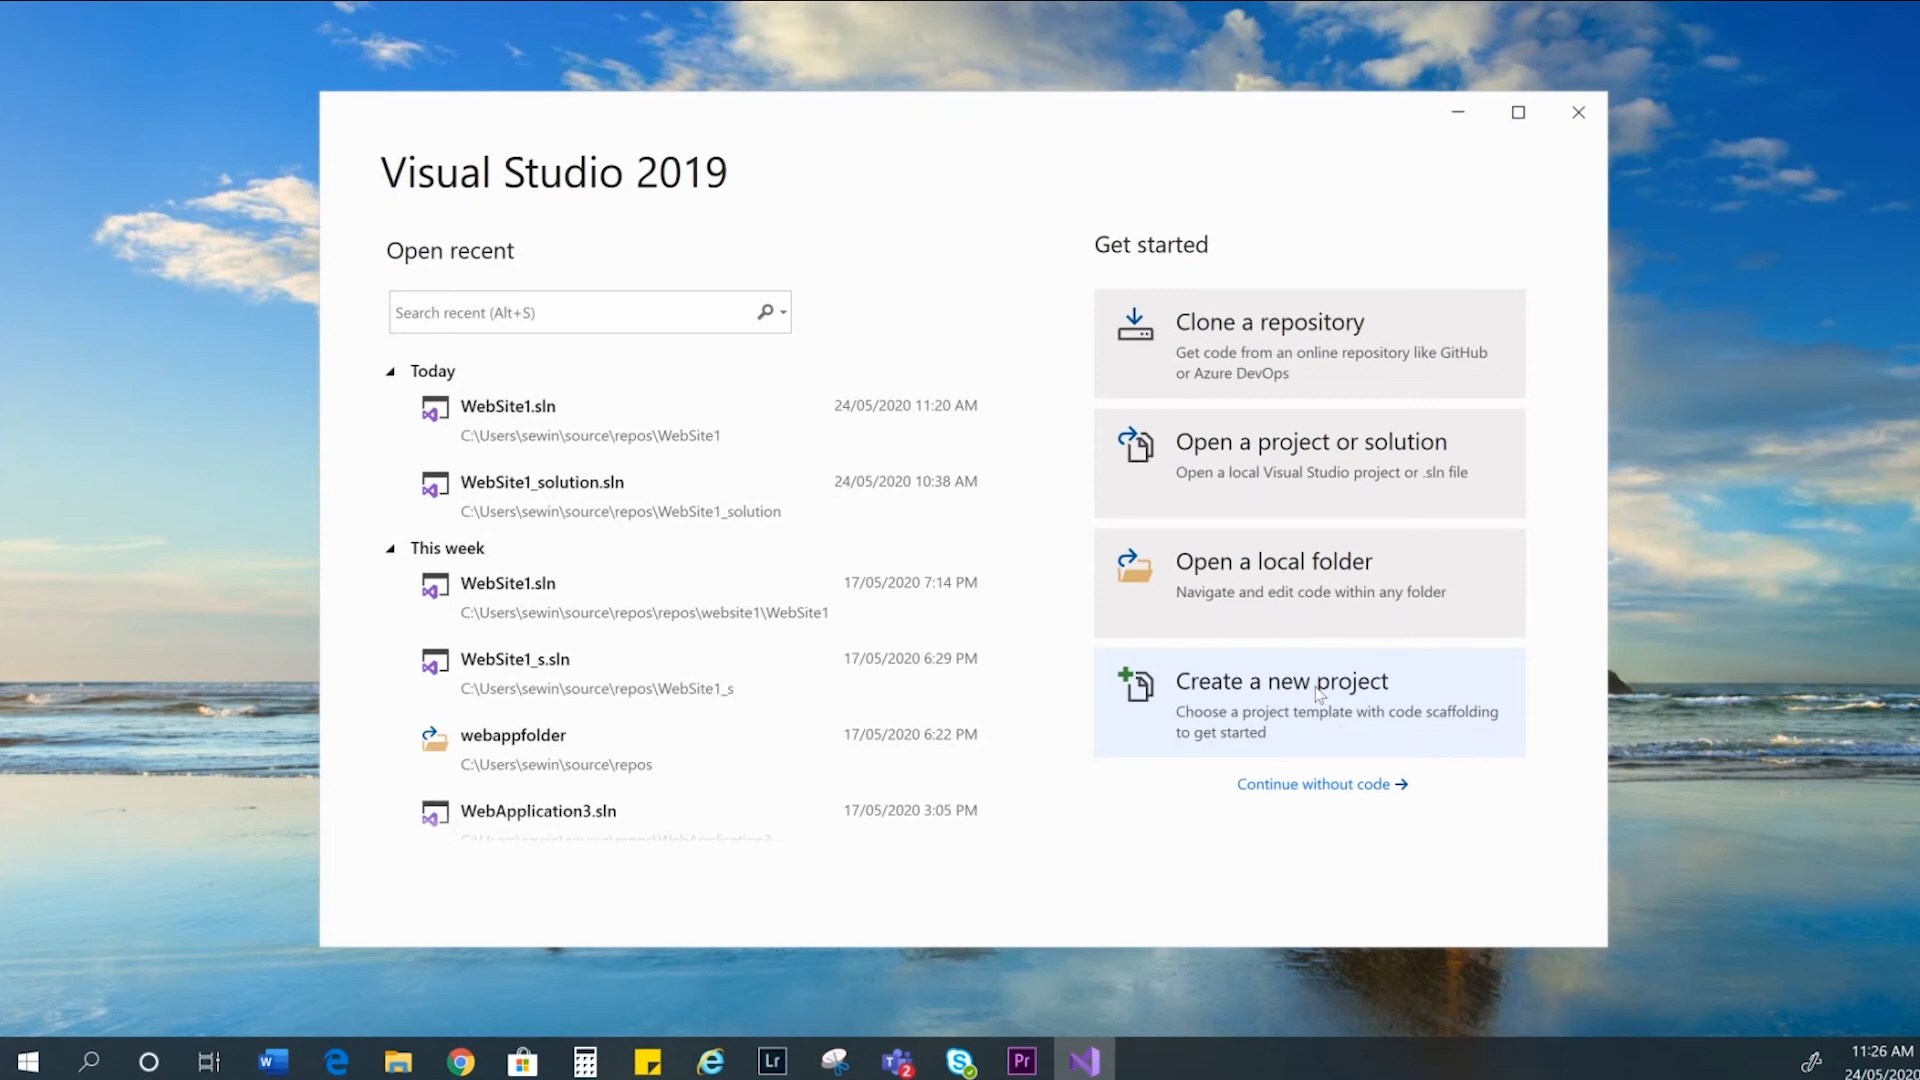 Visual Studio 2019
Open recent
Search recent (Alt+S)
Today
WebSite1.sln
24/05/2020 11:20 AM
C:\Users\sewin\source\repos\WebSite1
WebSite1_solution.sln
24/05/2020 10:38 AM
C:\Users\sewin\source\repos\WebSite1_solution
This week
WebSite1.sln
17/05/2020 7:14 PM
C:\Users\sewin\source\repos\repos\website1\WebSite1
WebSite1_s.sln
17/05/2020 6:29 PM
C:\Users\sewin\source\repos\WebSite1_s
webappfolder
17/05/2020 6:22 PM
C:\Users\sewin\source\repos
WebApplication3.sln
17/05/2020 3:05 PM
Get started
Clone a repository
Get code from an online repository like GitHub
or Azure DevOps
Open a project or solution
Open a local Visual Studio project or .sln file
Open a local folder
Navigate and edit code within any folder
Create a new project
Choose a project template with code scaffolding
to get started
Continue without code
Lr
2
Pr
11:26 AM
24/05/2020